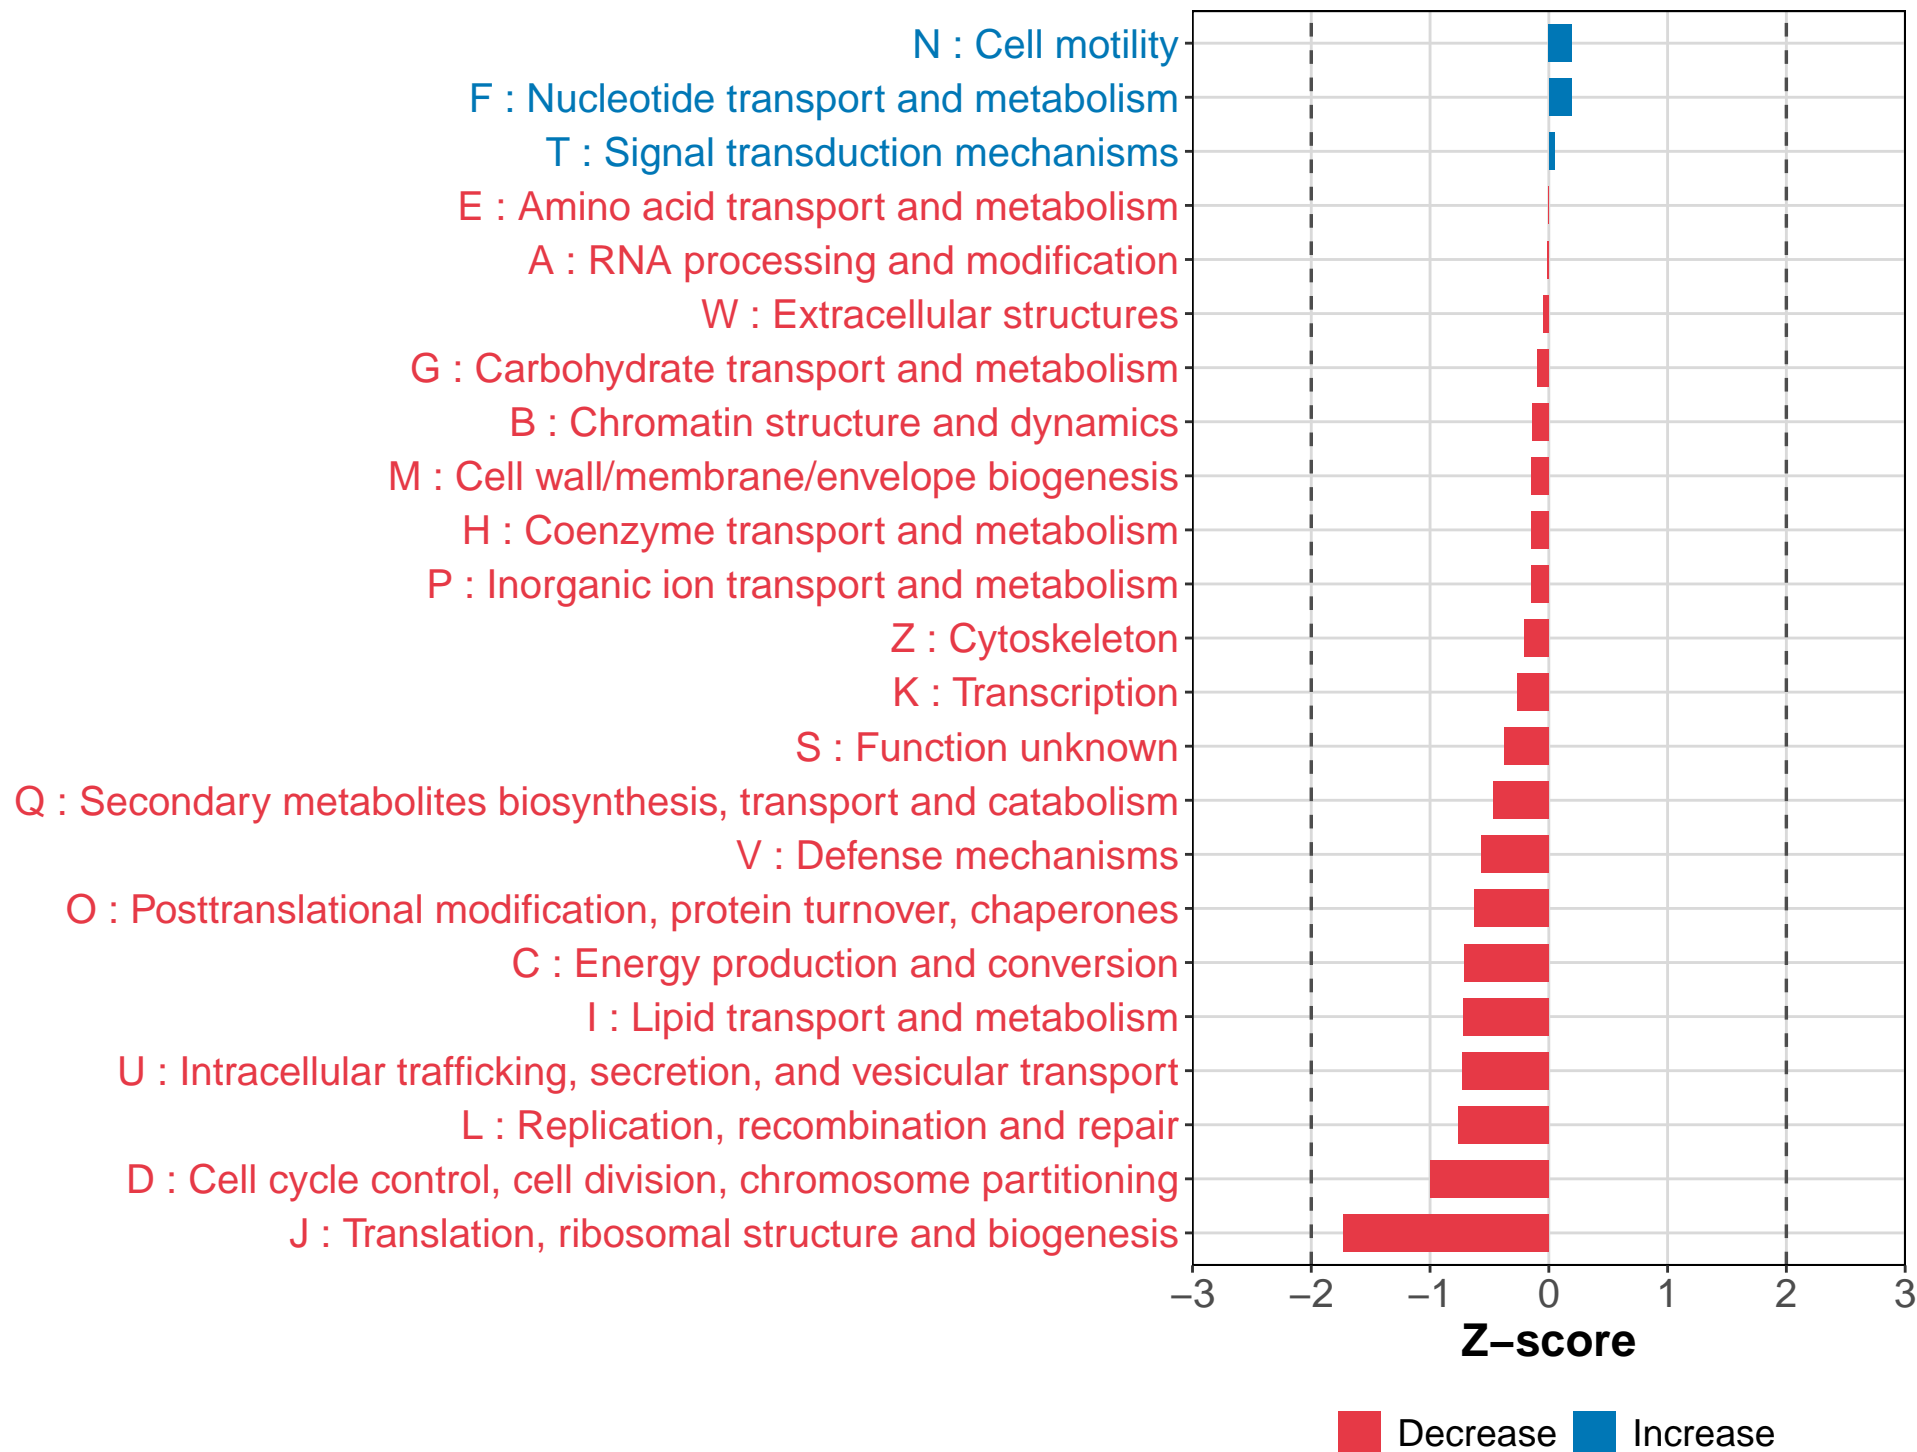 N : Cell motility
F : Nucleotide transport and metabolism
T : Signal transduction mechanisms
E : Amino acid transport and metabolism
A : RNA processing and modification
W : Extracellular structures
G : Carbohydrate transport and metabolism
B : Chromatin structure and dynamics
M : Cell wall/membrane/envelope biogenesis
H : Coenzyme transport and metabolism
P : Inorganic ion transport and metabolism
Z : Cytoskeleton
K : Transcription
S : Function unknown
Q : Secondary metabolites biosynthesis, transport and catabolism
V : Defense mechanisms
O : Posttranslational modification, protein turnover, chaperones
C : Energy production and conversion
I : Lipid transport and metabolism
U : Intracellular trafficking, secretion, and vesicular transport
L : Replication, recombination and repair
D : Cell cycle control, cell division, chromosome partitioning
J : Translation, ribosomal structure and biogenesis
−3 −2 −1 0 1 2 3
Z−score
Decrease Increase